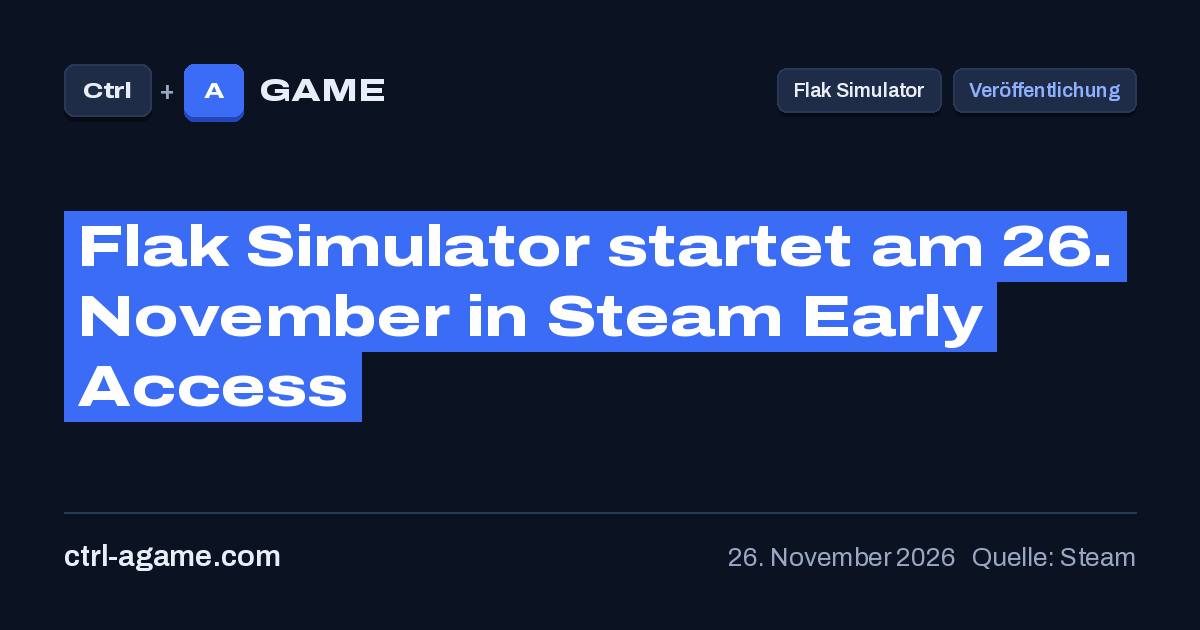 Ctrl + A GAME
Flak Simulator
Veröffentlichung
Flak Simulator startet am 26.
November in Steam Early
Access
ctrl-agame.com
26. November 2026 Quelle: Steam